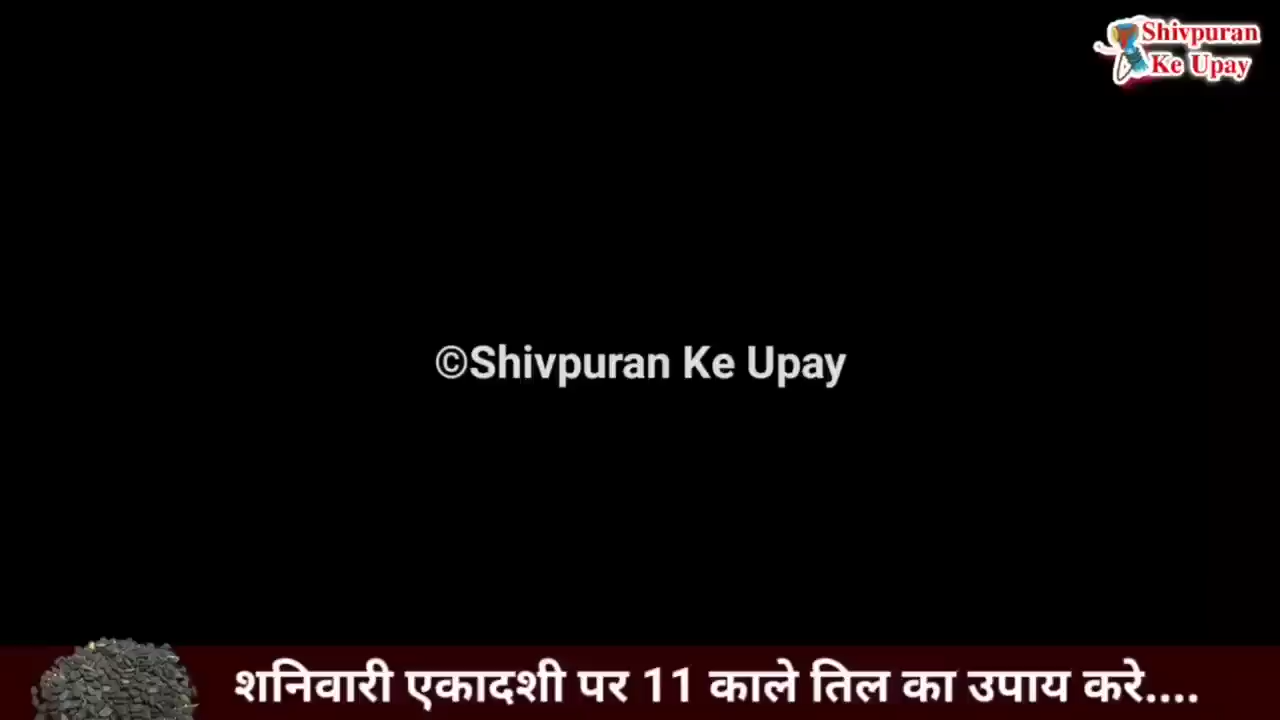 Shivpuran
Ke Upay
©Shivpuran Ke Upay
शनिवारी एकादशी पर 11 काले तिल का उपाय करे....